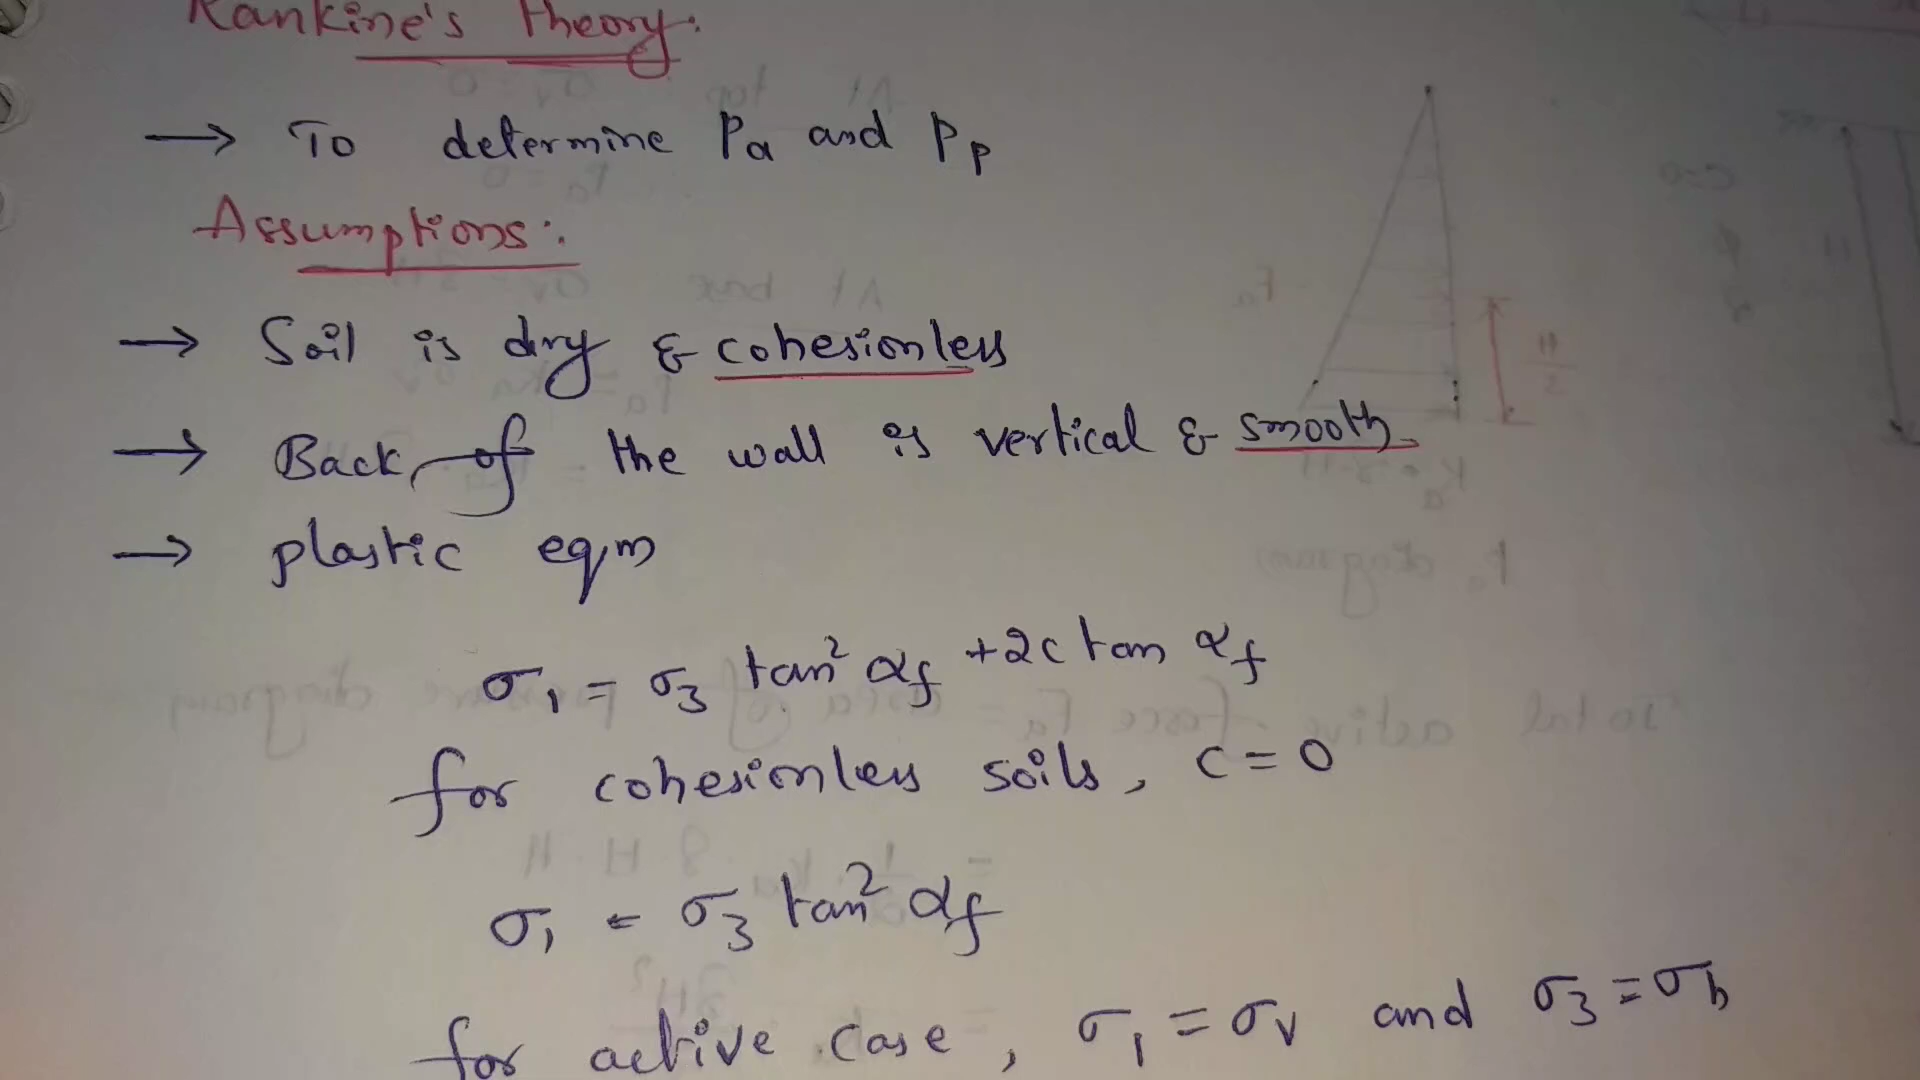 Rankine's theory:
→ To determine Pa and Pp
Assumptions:
→ Soil is dry & cohesionless
→ Back of the wall is vertical & smooth
→ plastic eqm
σ1 = σ3 tan² αf + 2c tan αf
for cohesionless soils, c = 0
σ1 = σ3 tan² αf
for active case, σ1 = σv and σ3 = σh